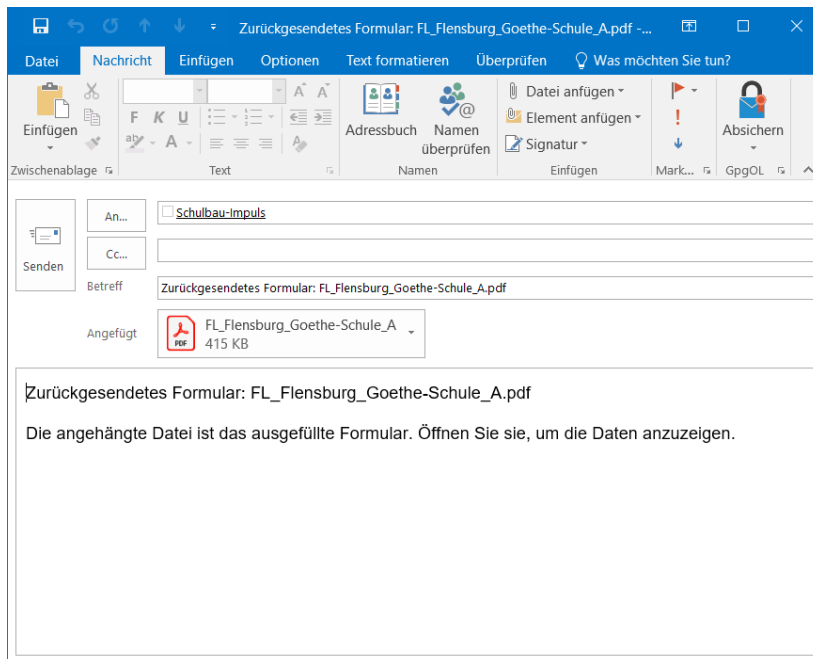 Zurückgesendetes Formular: FL_Flensburg_Goethe-Schule_A.pdf -...
Datei Nachricht Einfügen Optionen Text formatieren Überprüfen Was möchten Sie tun?
Einfügen
F K U
A
Adressbuch
Namen überprüfen
Datei anfügen
Element anfügen
Signatur
Absichern
Zwischenablage Text Namen Einfügen Mark... GpgOL
Senden
An... Schulbau-Impuls
Cc...
Betreff Zurückgesendetes Formular: FL_Flensburg_Goethe-Schule_A.pdf
Angefügt
PDF
FL_Flensburg_Goethe-Schule_A
415 KB
Zurückgesendetes Formular: FL_Flensburg_Goethe-Schule_A.pdf
Die angehängte Datei ist das ausgefüllte Formular. Öffnen Sie sie, um die Daten anzuzeigen.